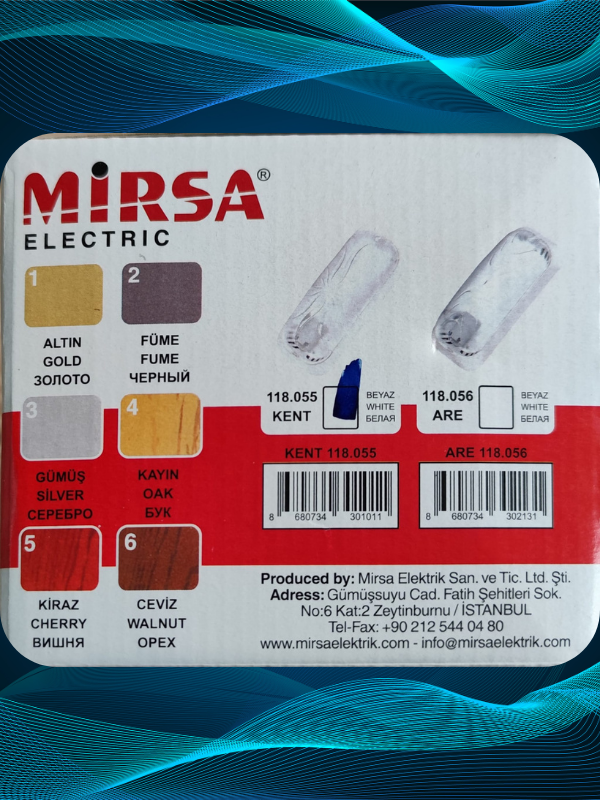 MiRSA®
ELECTRIC
1
ALTIN
GOLD
ЗОЛОТО
2
FÜME
FUME
ЧЕРНЫЙ
3
GÜMÜŞ
SİLVER
СЕРЕБРО
4
KAYIN
OAK
БУК
5
KİRAZ
CHERRY
ВИШНЯ
6
CEVİZ
WALNUT
ОРЕХ
118.055
KENT
BEYAZ
WHITE
БЕЛАЯ
118.056
ARE
BEYAZ
WHITE
БЕЛАЯ
KENT 118.055
8 680734 301011
ARE 118.056
8 680734 302131
Produced by: Mirsa Elektrik San. ve Tic. Ltd. Şti.
Adress: Gümüşsuyu Cad. Fatih Şehitleri Sok.
No:6 Kat:2 Zeytinburnu / İSTANBUL
Tel-Fax: +90 212 544 04 80
www.mirsaelektrik.com - info@mirsaelektrik.com